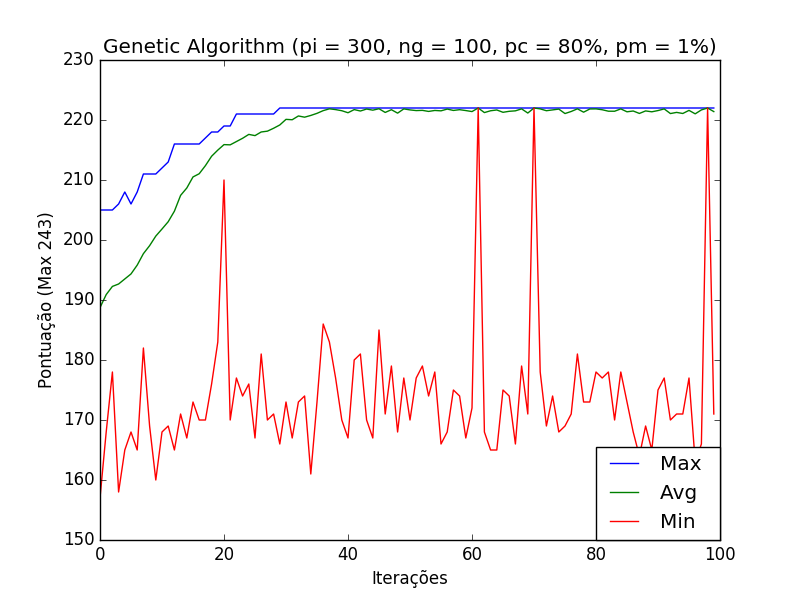 Genetic Algorithm (pi = 300, ng = 100, pc = 80%, pm = 1%)
230
220
210
200
190
180
170
160
150
Pontuação (Max 243)
Max
Avg
Min
0
20
40
60
80
100
Iterações